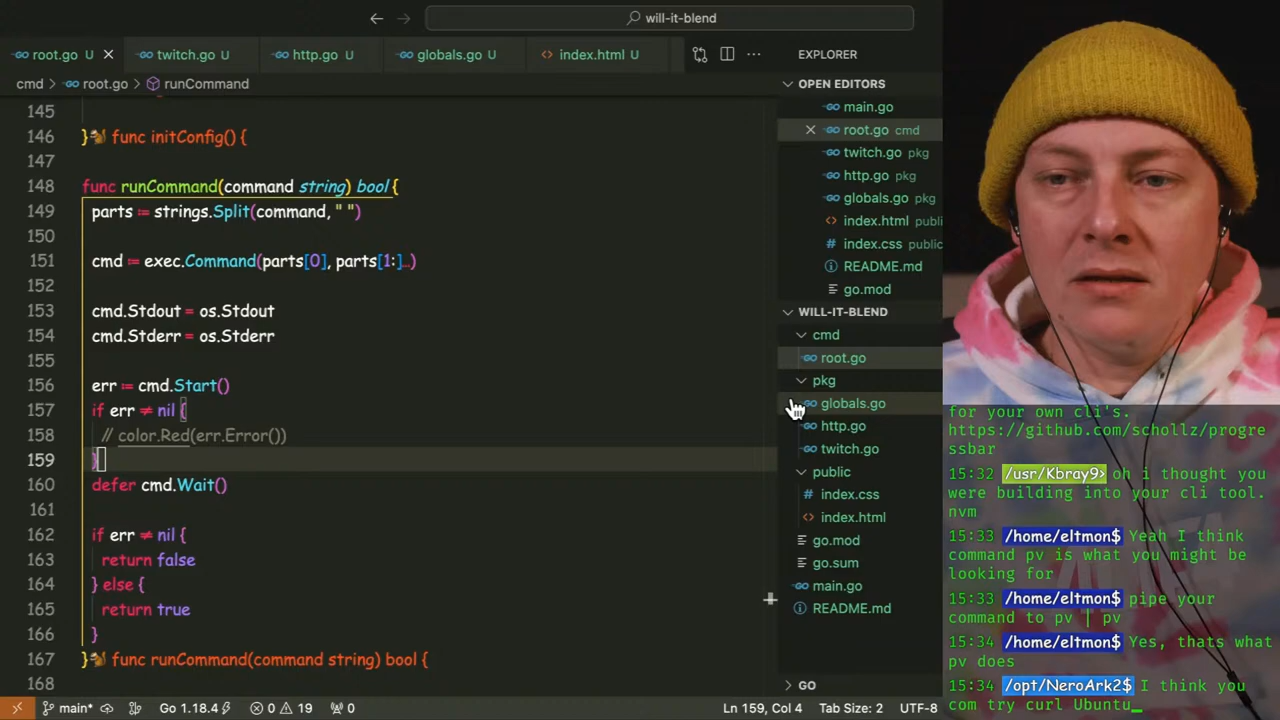 will-it-blend
root.go U
twitch.go U
http.go U
globals.go U
index.html U
EXPLORER
cmd > root.go > runCommand
OPEN EDITORS
main.go
root.go cmd
twitch.go pkg
http.go pkg
globals.go pkg
index.html public
index.css public
README.md
go.mod
WILL-IT-BLEND
cmd
root.go
pkg
globals.go
http.go
twitch.go
public
index.css
index.html
go.mod
go.sum
main.go
README.md
GO
145
146 } func initConfig() {
147
148 func runCommand(command string) bool {
149 parts := strings.Split(command, " ")
150
151 cmd := exec.Command(parts[0], parts[1:]...)
152
153 cmd.Stdout = os.Stdout
154 cmd.Stderr = os.Stderr
155
156 err := cmd.Start()
157 if err ≠ nil {
158 // color.Red(err.Error())
159 }
160 defer cmd.Wait()
161
162 if err ≠ nil {
163 return false
164 } else {
165 return true
166 }
167 } func runCommand(command string) bool {
168
for your own cli's.
https://github.com/schollz/progre
ssbar
15:32 /usr/Kbray9> oh i thought you
were building into your cli tool.
nvm
15:33 /home/eltmon$ Yeah I think
command pv is what you might be
looking for
15:33 /home/eltmon$ pipe your
command to pv | pv
15:34 /home/eltmon$ Yes, thats what
pv does
15:34 /opt/NeroArk2$ I think you
com try curl Ubuntu_
main* Go 1.18.4 0 19 0 Ln 159, Col 4 Tab Size: 2 UTF-8